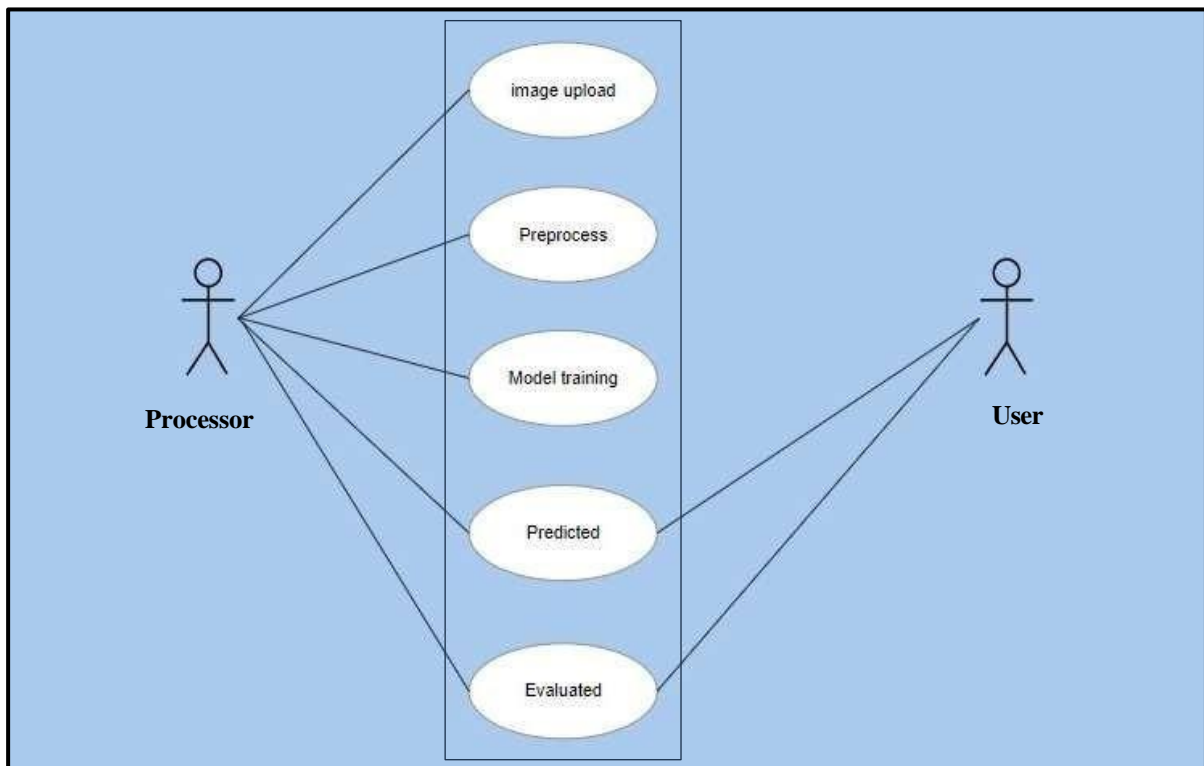 image upload
Preprocess
Model training
Processor
User
Predicted
Evaluated